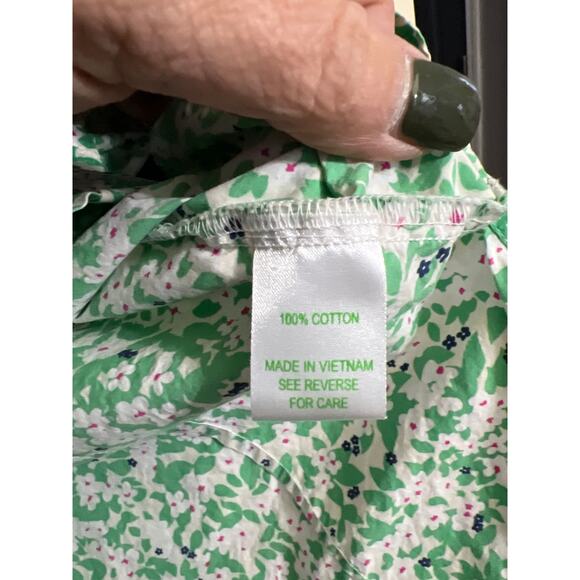 100% COTTON
MADE IN VIETNAM
SEE REVERSE
FOR CARE